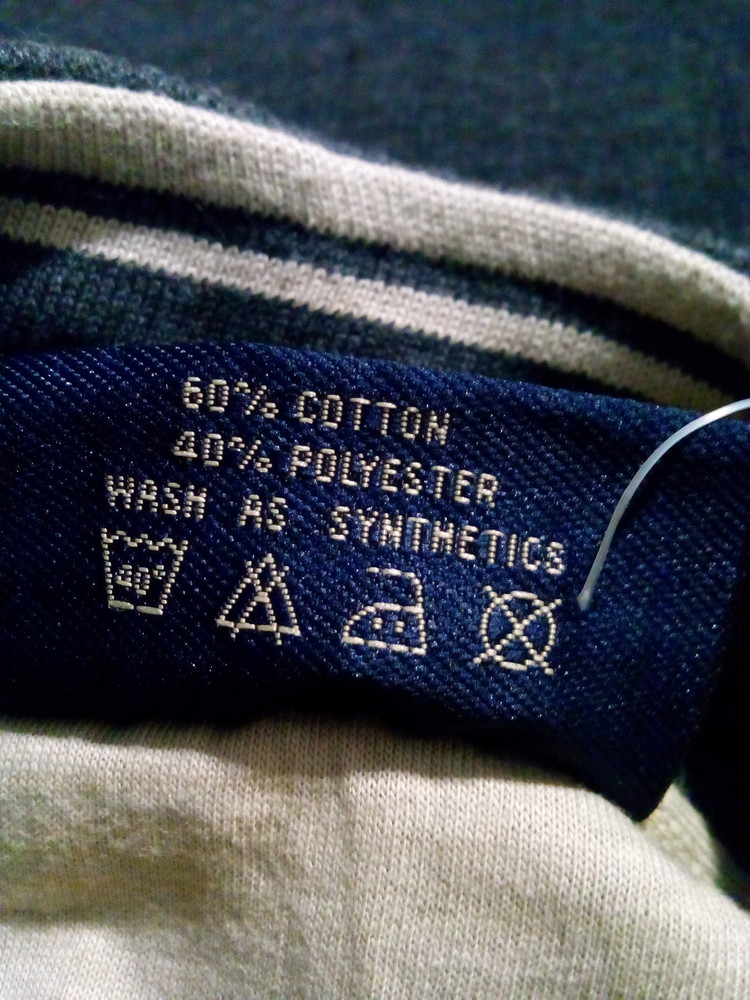 60% COTTON
40% POLYESTER
WASH AS SYNTHETICS
40°